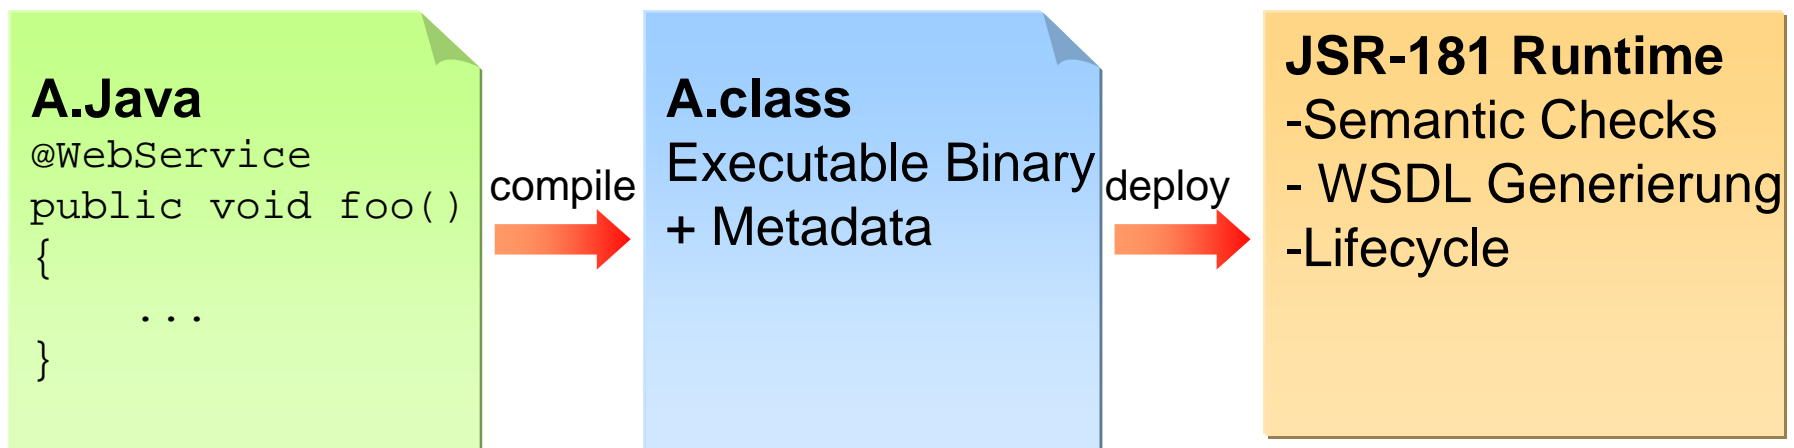 A.Java
@WebService
public void foo()
{
...
}
compile
A.class
Executable Binary
+ Metadata
deploy
JSR-181 Runtime
-Semantic Checks
- WSDL Generierung
-Lifecycle